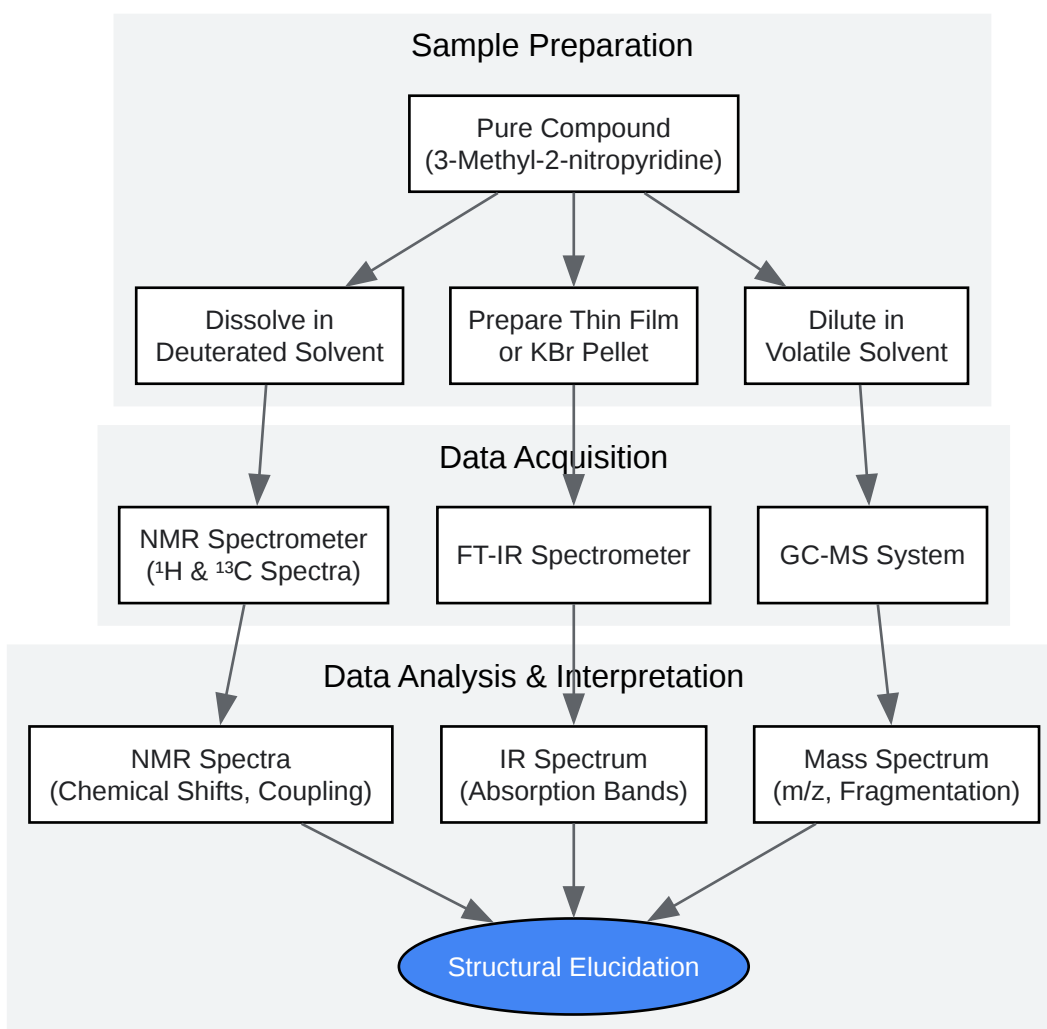 Sample Preparation
Pure Compound
(3-Methyl-2-nitropyridine)
Dissolve in
Deuterated Solvent
Prepare Thin Film
or KBr Pellet
Dilute in
Volatile Solvent
Data Acquisition
NMR Spectrometer
(¹H & ¹³C Spectra)
FT-IR Spectrometer
GC-MS System
Data Analysis & Interpretation
NMR Spectra
(Chemical Shifts, Coupling)
IR Spectrum
(Absorption Bands)
Mass Spectrum
(m/z, Fragmentation)
Structural Elucidation